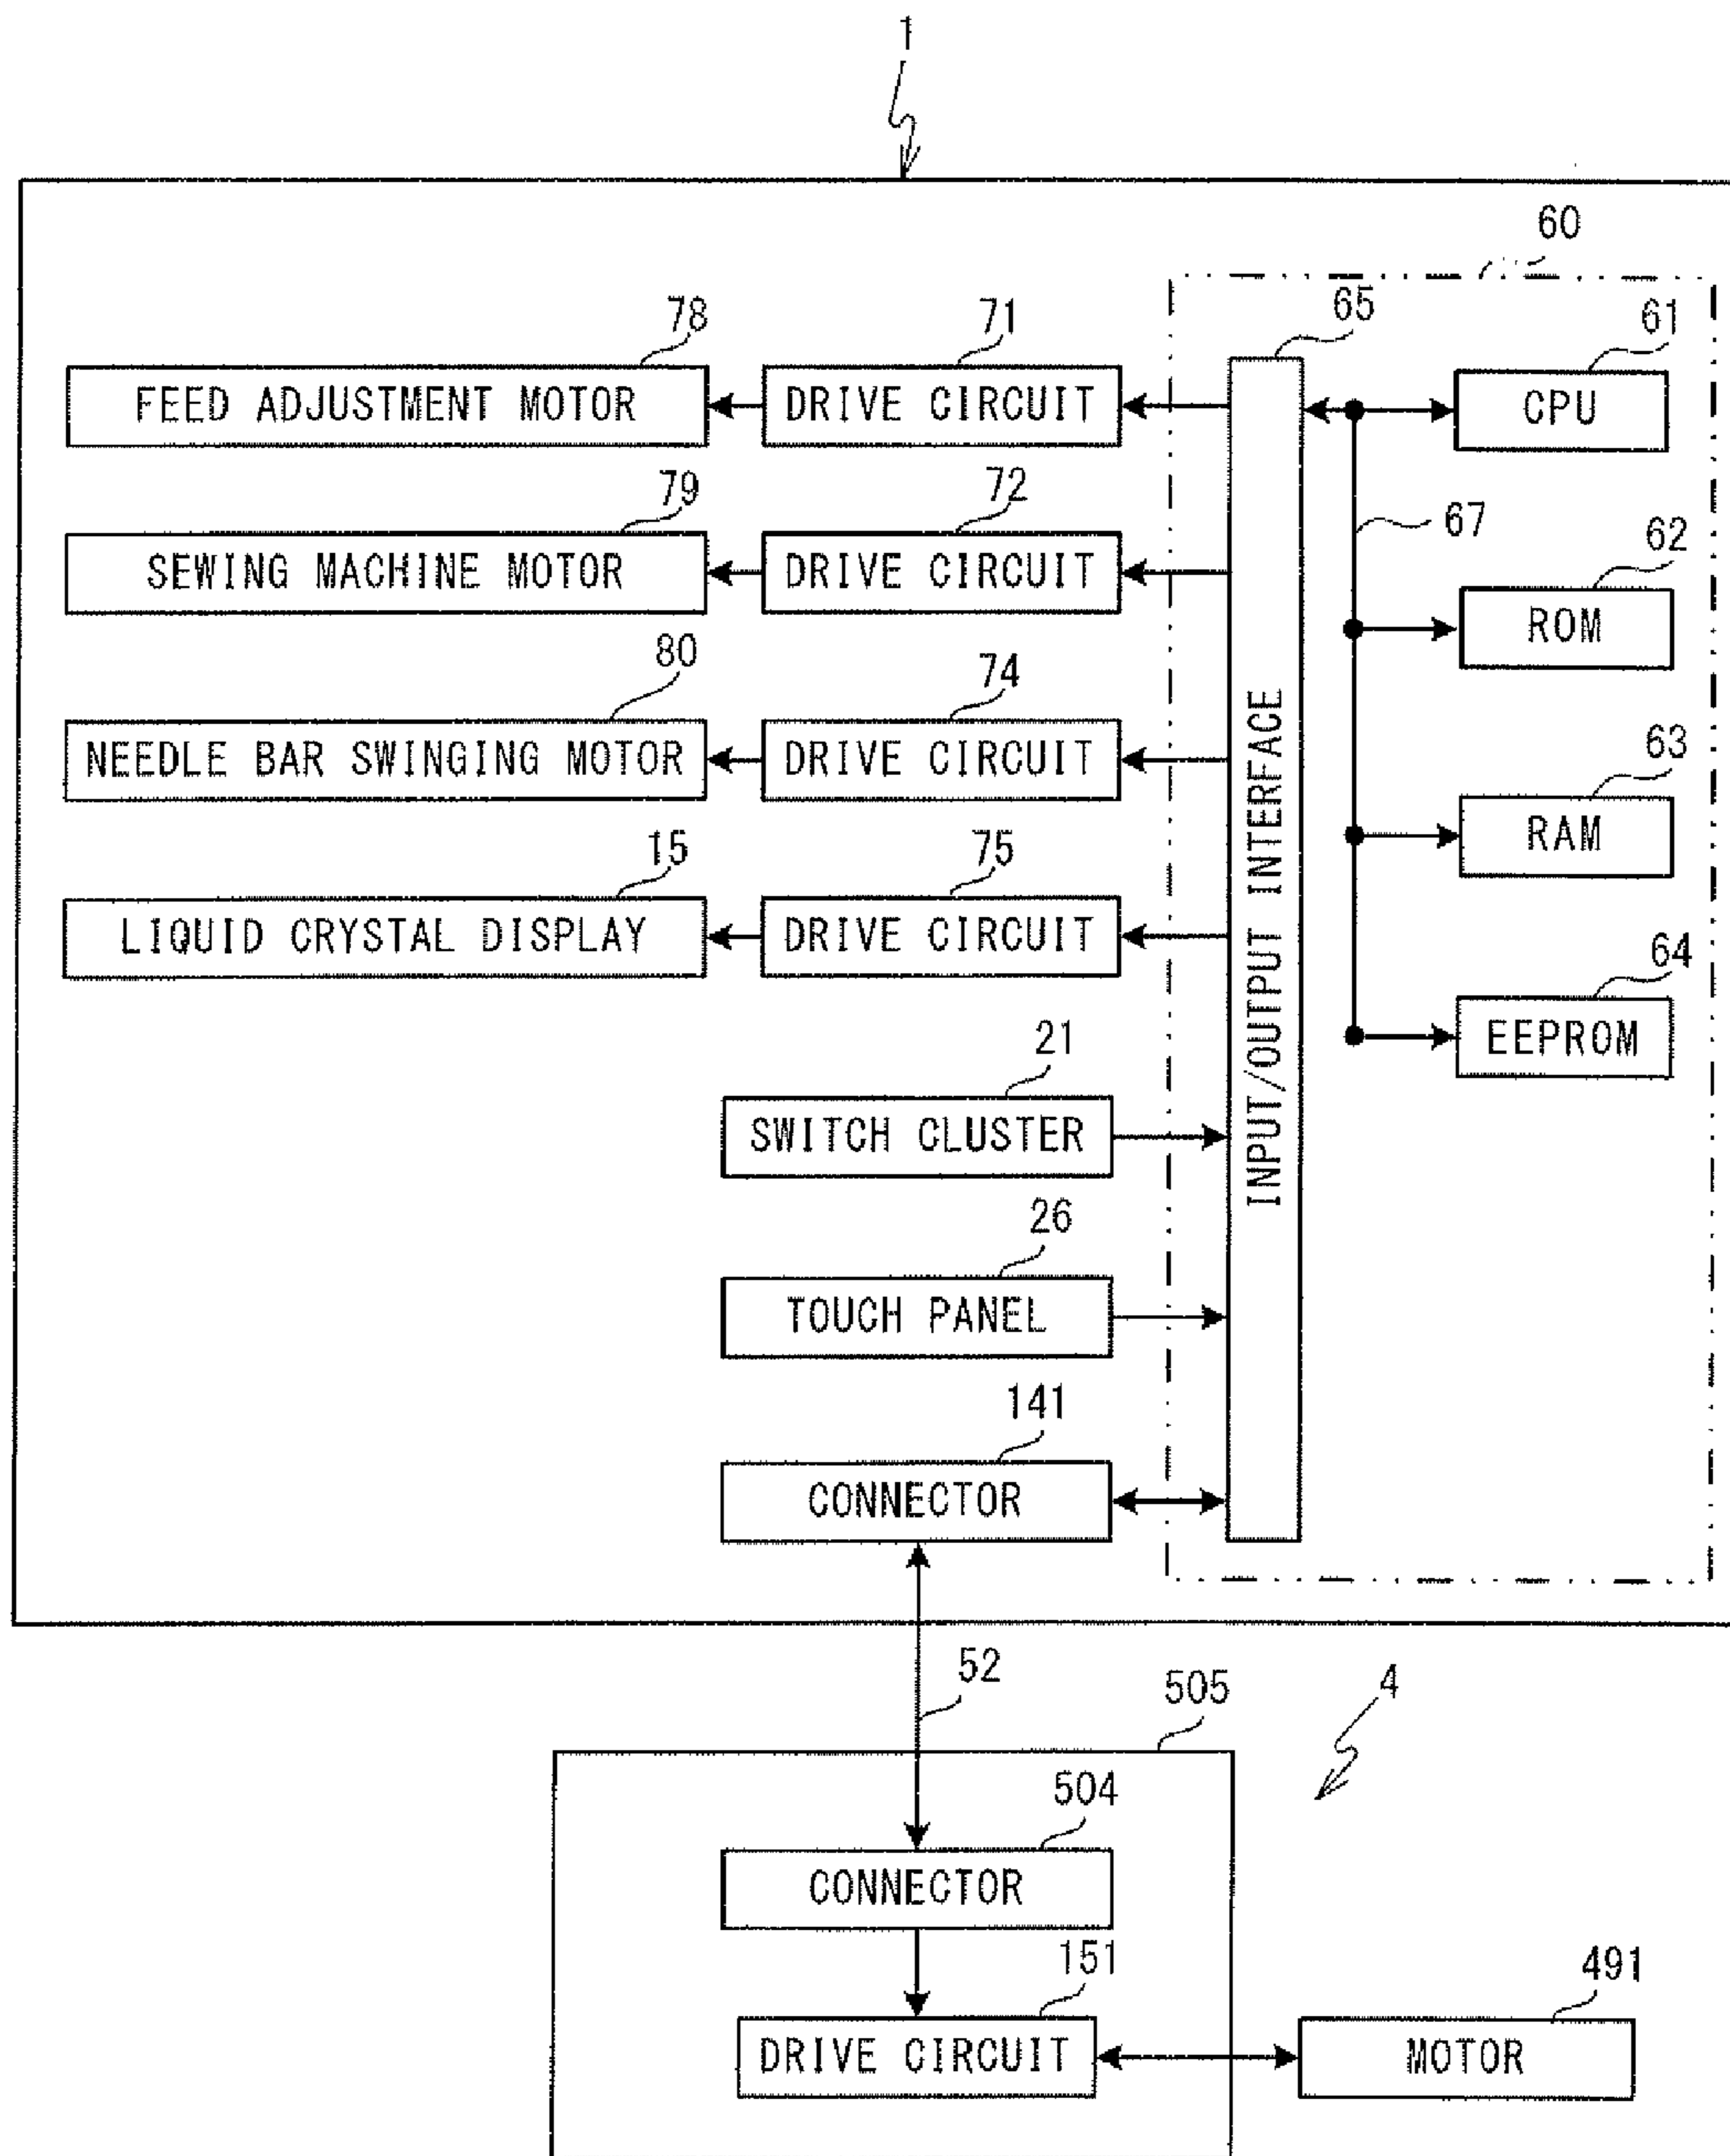 1
60
78
71
65
61
FEED ADJUSTMENT MOTOR
DRIVE CIRCUIT
CPU
79
72
67
62
SEWING MACHINE MOTOR
DRIVE CIRCUIT
ROM
80
74
63
NEEDLE BAR SWINGING MOTOR
DRIVE CIRCUIT
RAM
15
75
64
LIQUID CRYSTAL DISPLAY
DRIVE CIRCUIT
INPUT/OUTPUT INTERFACE
EEPROM
21
SWITCH CLUSTER
26
TOUCH PANEL
141
CONNECTOR
52
505
4
504
CONNECTOR
151
491
DRIVE CIRCUIT
MOTOR